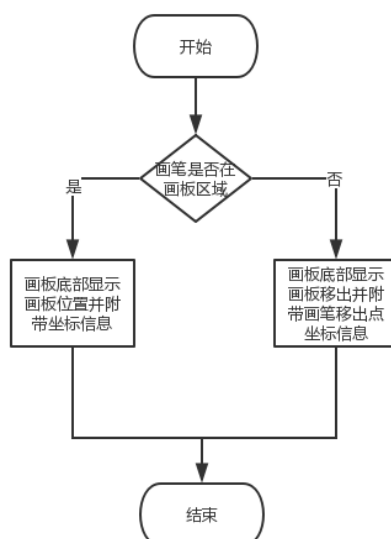 开始
画笔是否在
画板区域
是
否
画板底部显示
画板位置并附
带坐标信息
画板底部显示
画板移出并附
带画笔移出点
坐标信息
结束